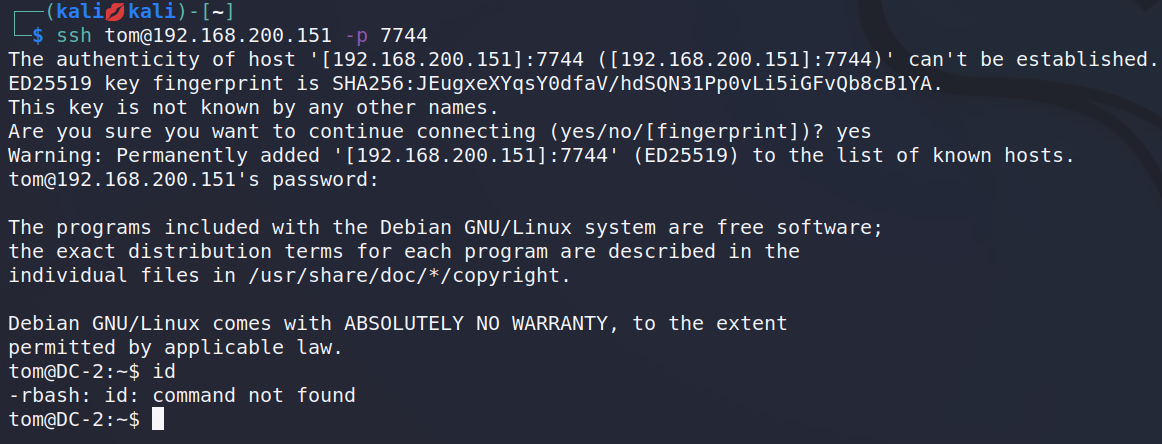 ┌──(kali💋kali)-[~]
└─$ ssh tom@192.168.200.151 -p 7744
The authenticity of host '[192.168.200.151]:7744 ([192.168.200.151]:7744)' can't be established.
ED25519 key fingerprint is SHA256:JEugxeXYqsY0dfaV/hdSQN31Pp0vLi5iGFvQb8cB1YA.
This key is not known by any other names.
Are you sure you want to continue connecting (yes/no/[fingerprint])? yes
Warning: Permanently added '[192.168.200.151]:7744' (ED25519) to the list of known hosts.
tom@192.168.200.151's password:
The programs included with the Debian GNU/Linux system are free software;
the exact distribution terms for each program are described in the
individual files in /usr/share/doc/*/copyright.
Debian GNU/Linux comes with ABSOLUTELY NO WARRANTY, to the extent
permitted by applicable law.
tom@DC-2:~$ id
-rbash: id: command not found
tom@DC-2:~$